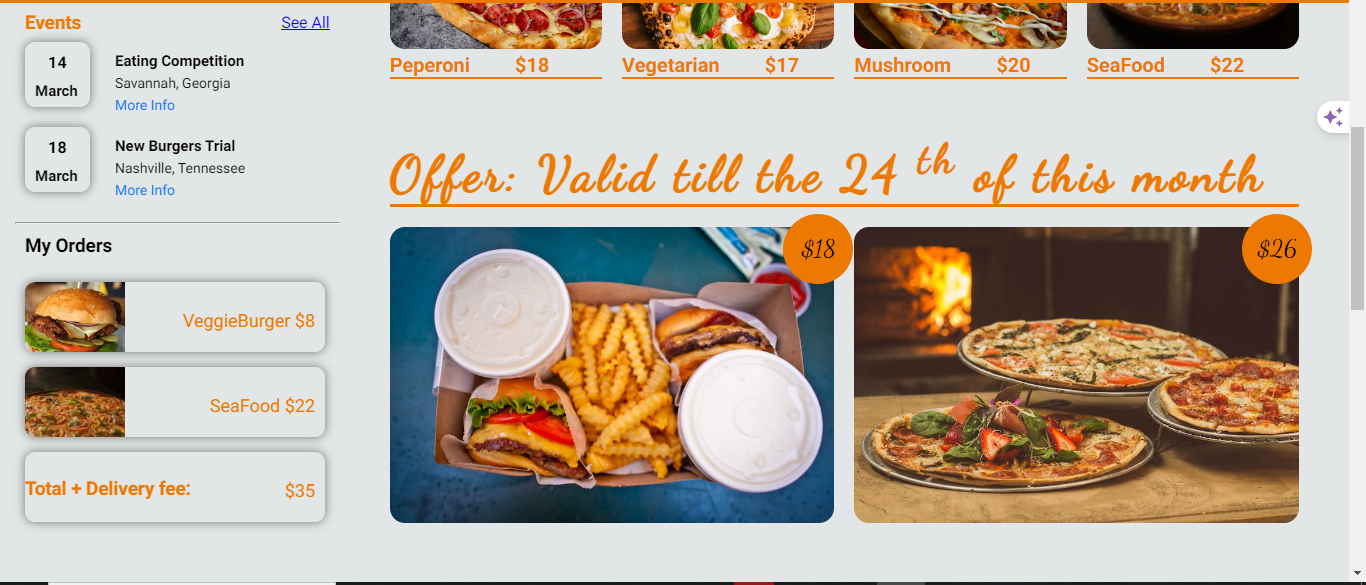 Events See All
14
March
Eating Competition
Savannah, Georgia
More Info
18
March
New Burgers Trial
Nashville, Tennessee
More Info
My Orders
VeggieBurger $8
SeaFood $22
Total + Delivery fee: $35
Peperoni $18
Vegetarian $17
Mushroom $20
SeaFood $22
Offer: Valid till the 24 th of this month
$18
$26